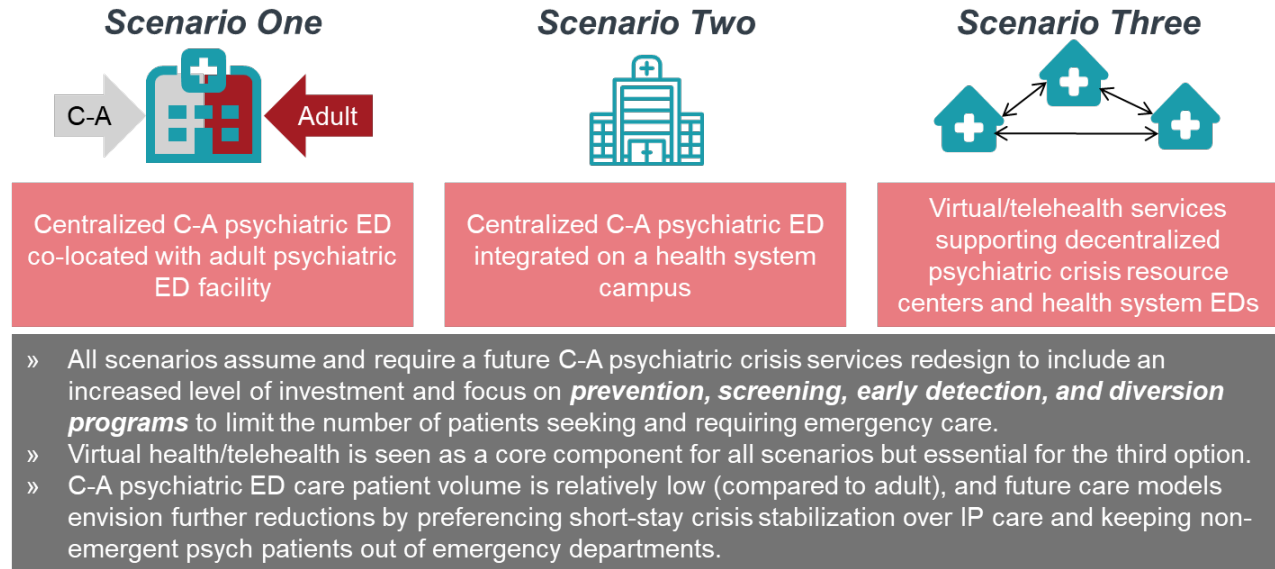 Scenario One
Scenario Two
Scenario Three
C-A
Adult
Centralized C-A psychiatric ED
co-located with adult psychiatric
ED facility
Centralized C-A psychiatric ED
integrated on a health system
campus
Virtual/telehealth services
supporting decentralized
psychiatric crisis resource
centers and health system EDs
» All scenarios assume and require a future C-A psychiatric crisis services redesign to include an
increased level of investment and focus on prevention, screening, early detection, and diversion
programs to limit the number of patients seeking and requiring emergency care.
» Virtual health/telehealth is seen as a core component for all scenarios but essential for the third option.
» C-A psychiatric ED care patient volume is relatively low (compared to adult), and future care models
envision further reductions by preferencing short-stay crisis stabilization over IP care and keeping non-
emergent psych patients out of emergency departments.